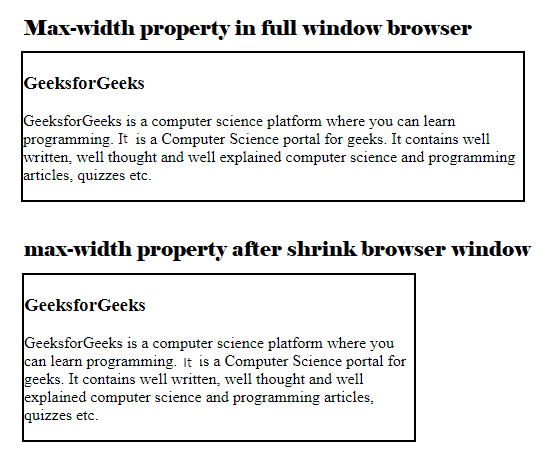 Max-width property in full window browser
GeeksforGeeks
GeeksforGeeks is a computer science platform where you can learn
programming. It is a Computer Science portal for geeks. It contains well
written, well thought and well explained computer science and programming
articles, quizzes etc.
max-width property after shrink browser window
GeeksforGeeks
GeeksforGeeks is a computer science platform where you
can learn programming. It is a Computer Science portal for
geeks. It contains well written, well thought and well
explained computer science and programming articles,
quizzes etc.